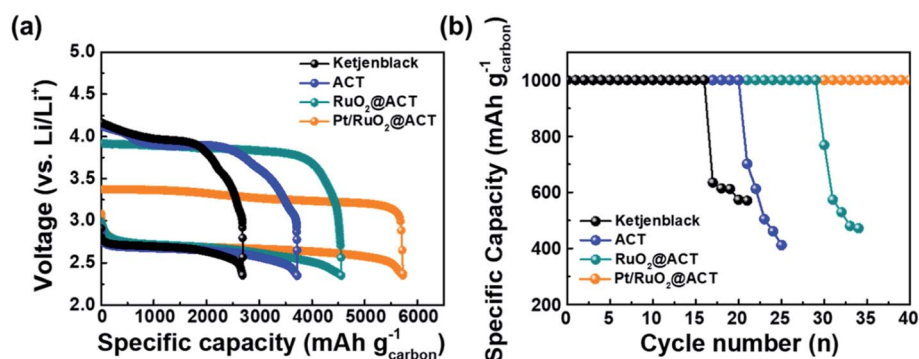 (a)
5.0
4.5
4.0
3.5
3.0
2.5
2.0
Voltage (vs. Li/Li⁺)
Ketjenblack
ACT
RuO₂@ACT
Pt/RuO₂@ACT
0 1000 2000 3000 4000 5000 6000
Specific capacity (mAh g⁻¹carbon)
(b)
1000
800
600
400
200
Specific Capacity (mAh g⁻¹carbon)
Ketjenblack
ACT
RuO₂@ACT
Pt/RuO₂@ACT
0 5 10 15 20 25 30 35 40
Cycle number (n)